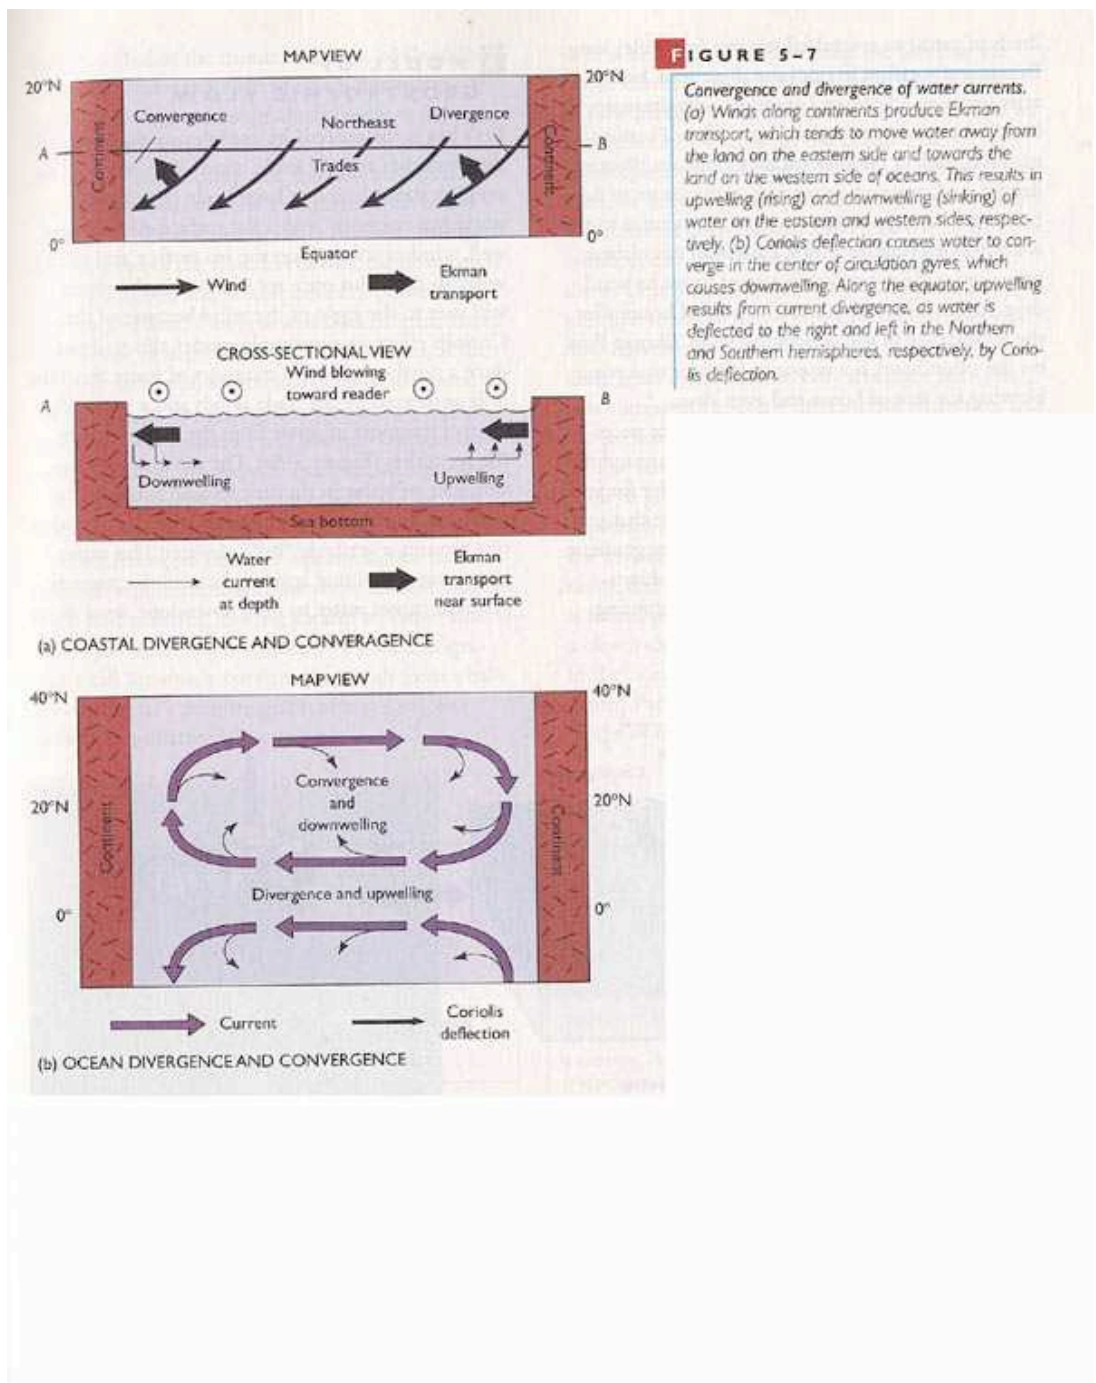 MAP VIEW
20°N
20°N
Convergence
Northeast
Divergence
Trades
A
B
Continent
Continent
0°
0°
Equator
Wind
Ekman
transport
CROSS-SECTIONAL VIEW
Wind blowing
toward reader
A
B
Downwelling
Upwelling
Sea bottom
Water
current
at depth
Ekman
transport
near surface
(a) COASTAL DIVERGENCE AND CONVERAGENCE
MAP VIEW
40°N
40°N
Convergence
and
downwelling
20°N
20°N
Continent
Continent
Divergence and upwelling
0°
0°
Current
Coriolis
deflection
(b) OCEAN DIVERGENCE AND CONVERGENCE
FIGURE 5–7
Convergence and divergence of water currents.
(a) Winds along continents produce Ekman
transport, which tends to move water away from
the land on the eastern side and towards the
land on the western side of oceans. This results in
upwelling (rising) and downwelling (sinking) of
water on the eastern and western sides, respec-
tively. (b) Coriolis deflection causes water to con-
verge in the center of circulation gyres, which
causes downwelling. Along the equator, upwelling
results from current divergence, as water is
deflected to the right and left in the Northern
and Southern hemispheres, respectively, by Corio-
lis deflection.